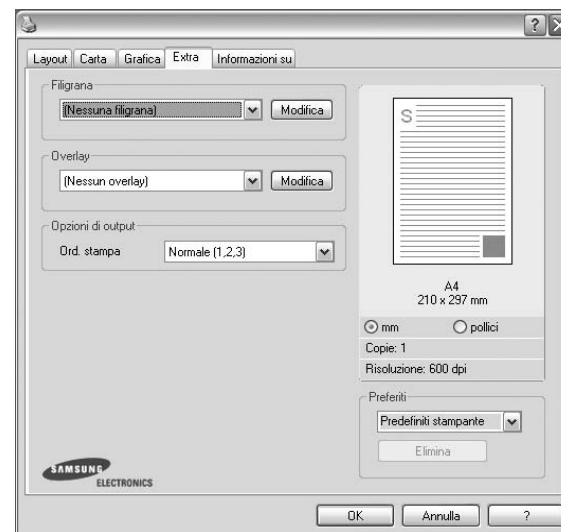 ?
Layout Carta Grafica Extra Informazioni su
Filigrana
(Nessuna filigrana) Modifica
Overlay
(Nessun overlay) Modifica
Opzioni di output
Ord. stampa Normale (1,2,3)
S
A4
210 x 297 mm
mm pollici
Copie: 1
Risoluzione: 600 dpi
Preferiti
Predefiniti stampante
Elimina
SAMSUNG
ELECTRONICS
OK Annulla ?